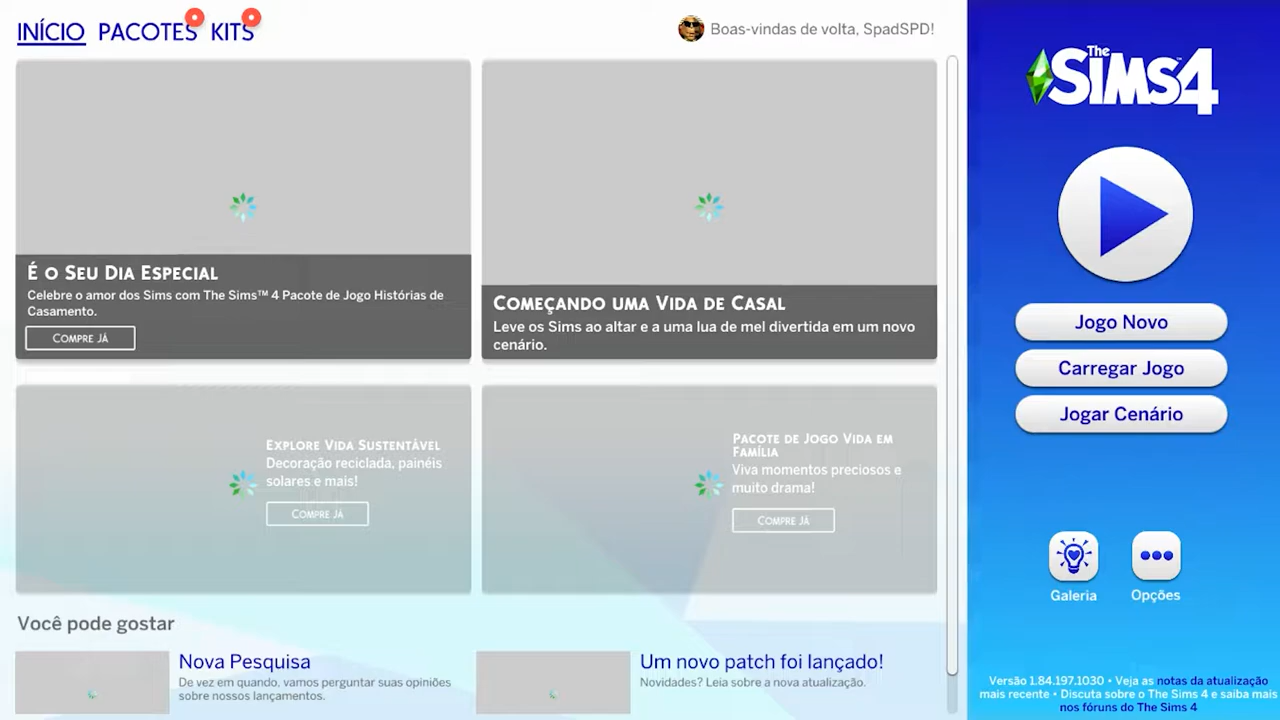 INÍCIO PACOTES KITS
Boas-vindas de volta, SpadSPD!
É o Seu Dia Especial
Celebre o amor dos Sims com The Sims™ 4 Pacote de Jogo Histórias de
Casamento.
Compre já
Começando uma Vida de Casal
Leve os Sims ao altar e a uma lua de mel divertida em um novo
cenário.
Explore Vida Sustentável
Decoração reciclada, painéis
solares e mais!
Compre já
Pacote de Jogo Vida em
Família
Viva momentos preciosos e
muito drama!
Compre já
Você pode gostar
Nova Pesquisa
De vez em quando, vamos perguntar suas opiniões
sobre nossos lançamentos.
Um novo patch foi lançado!
Novidades? Leia sobre a nova atualização.
The Sims 4
Jogo Novo
Carregar Jogo
Jogar Cenário
Galeria
Opções
Versão 1.84.197.1030 • Veja as notas da atualização
mais recente • Discuta sobre o The Sims 4 e saiba mais
nos fóruns do The Sims 4